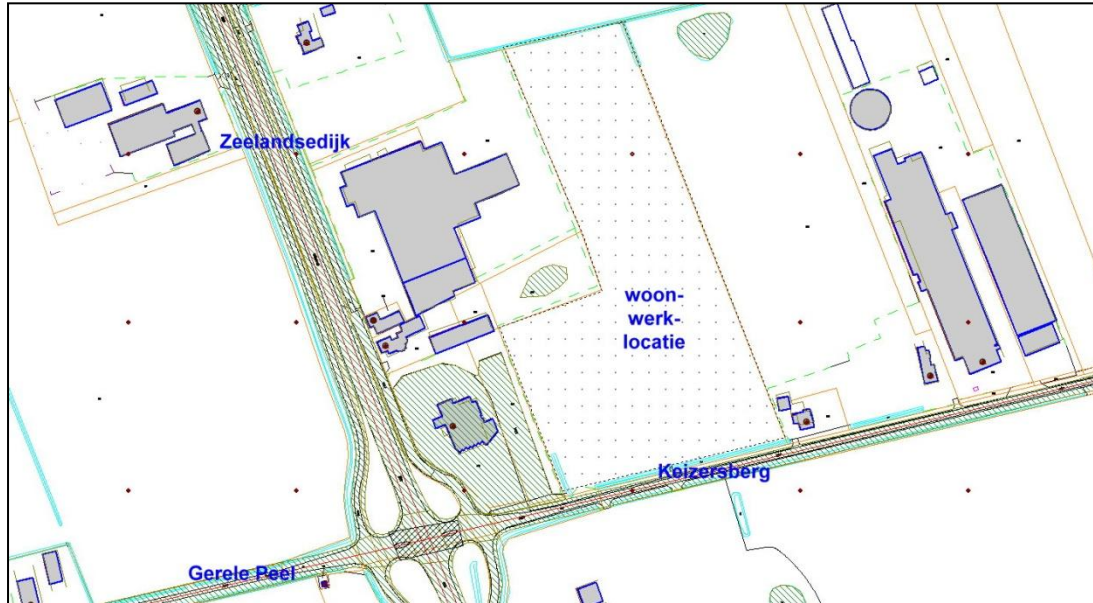 Zeelandsedijk
woon-
werk-
locatie
Keizersberg
Gerele Peel